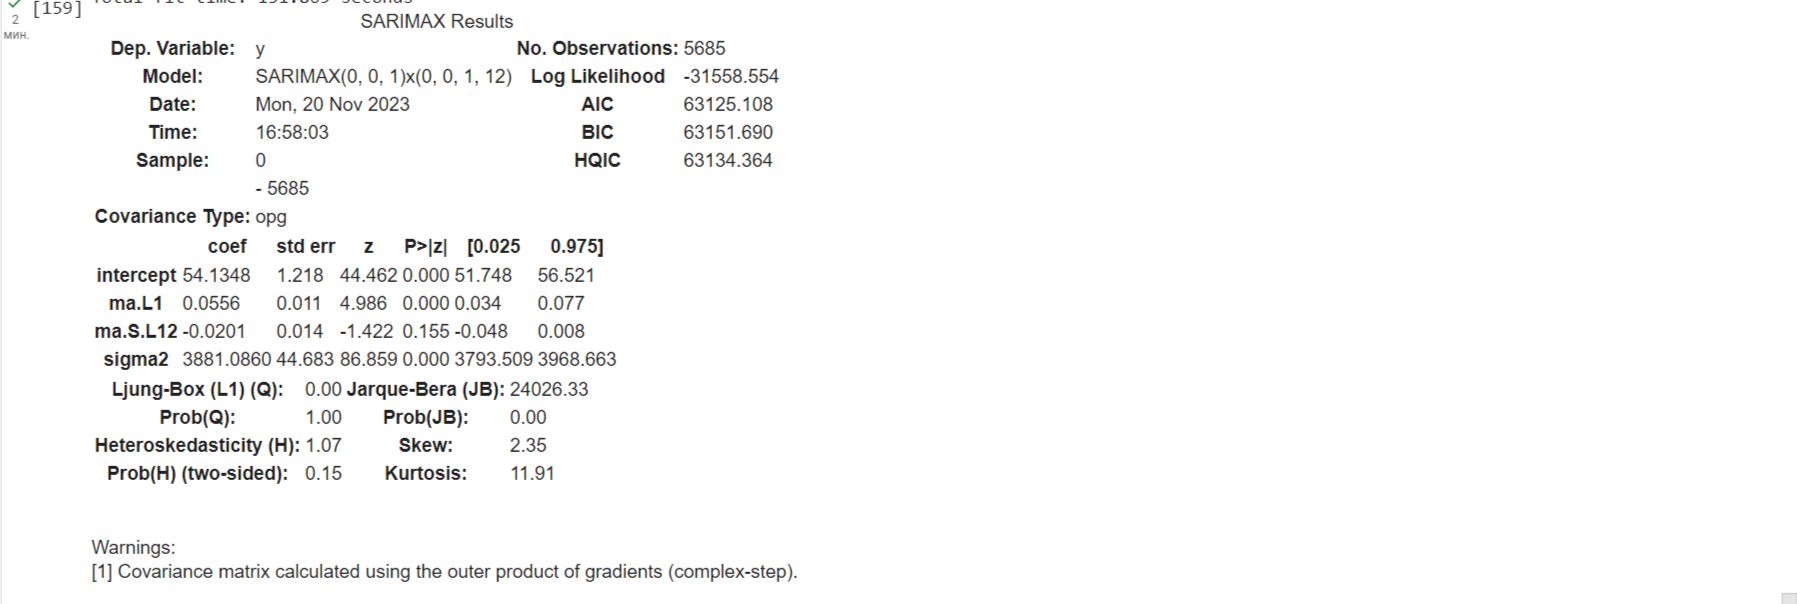 [159] Total fit time: 191.869 seconds
2
мин.
SARIMAX Results
Dep. Variable: y No. Observations: 5685
Model: SARIMAX(0, 0, 1)x(0, 0, 1, 12) Log Likelihood -31558.554
Date: Mon, 20 Nov 2023 AIC 63125.108
Time: 16:58:03 BIC 63151.690
Sample: 0 HQIC 63134.364
- 5685
Covariance Type: opg
coef std err z P>|z| [0.025 0.975]
intercept 54.1348 1.218 44.462 0.000 51.748 56.521
ma.L1 0.0556 0.011 4.986 0.000 0.034 0.077
ma.S.L12 -0.0201 0.014 -1.422 0.155 -0.048 0.008
sigma2 3881.0860 44.683 86.859 0.000 3793.509 3968.663
Ljung-Box (L1) (Q): 0.00 Jarque-Bera (JB): 24026.33
Prob(Q): 1.00 Prob(JB): 0.00
Heteroskedasticity (H): 1.07 Skew: 2.35
Prob(H) (two-sided): 0.15 Kurtosis: 11.91
Warnings:
[1] Covariance matrix calculated using the outer product of gradients (complex-step).